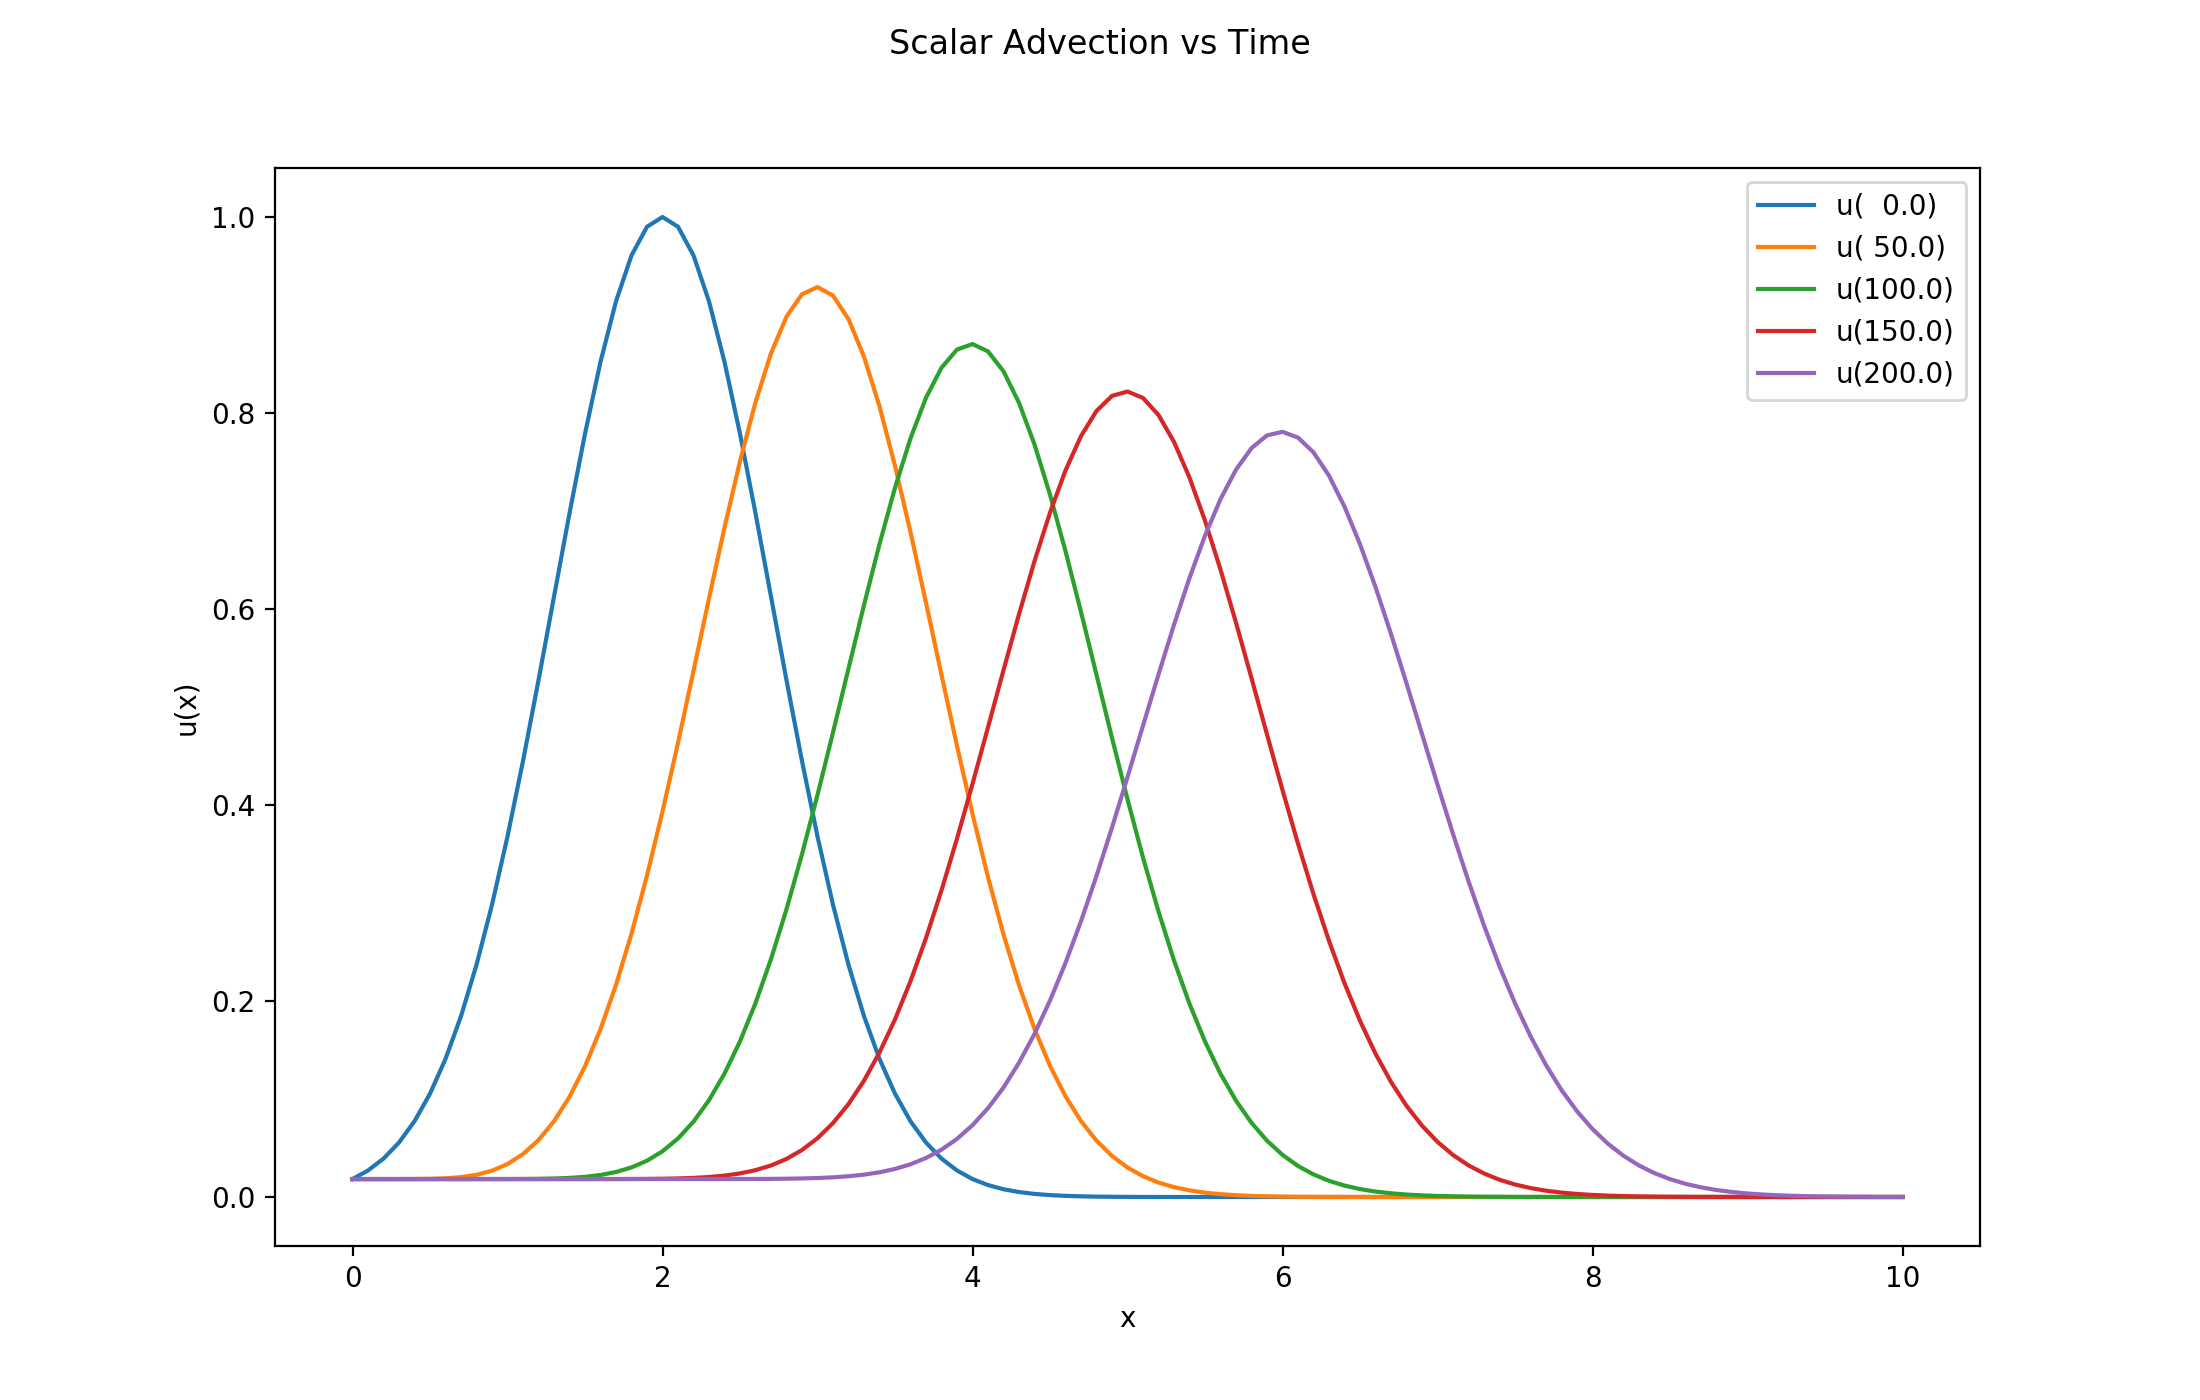 Scalar Advection vs Time
u(  0.0)
u( 50.0)
u(100.0)
u(150.0)
u(200.0)
1.0
0.8
0.6
0.4
0.2
0.0
u(x)
0 2 4 6 8 10
x